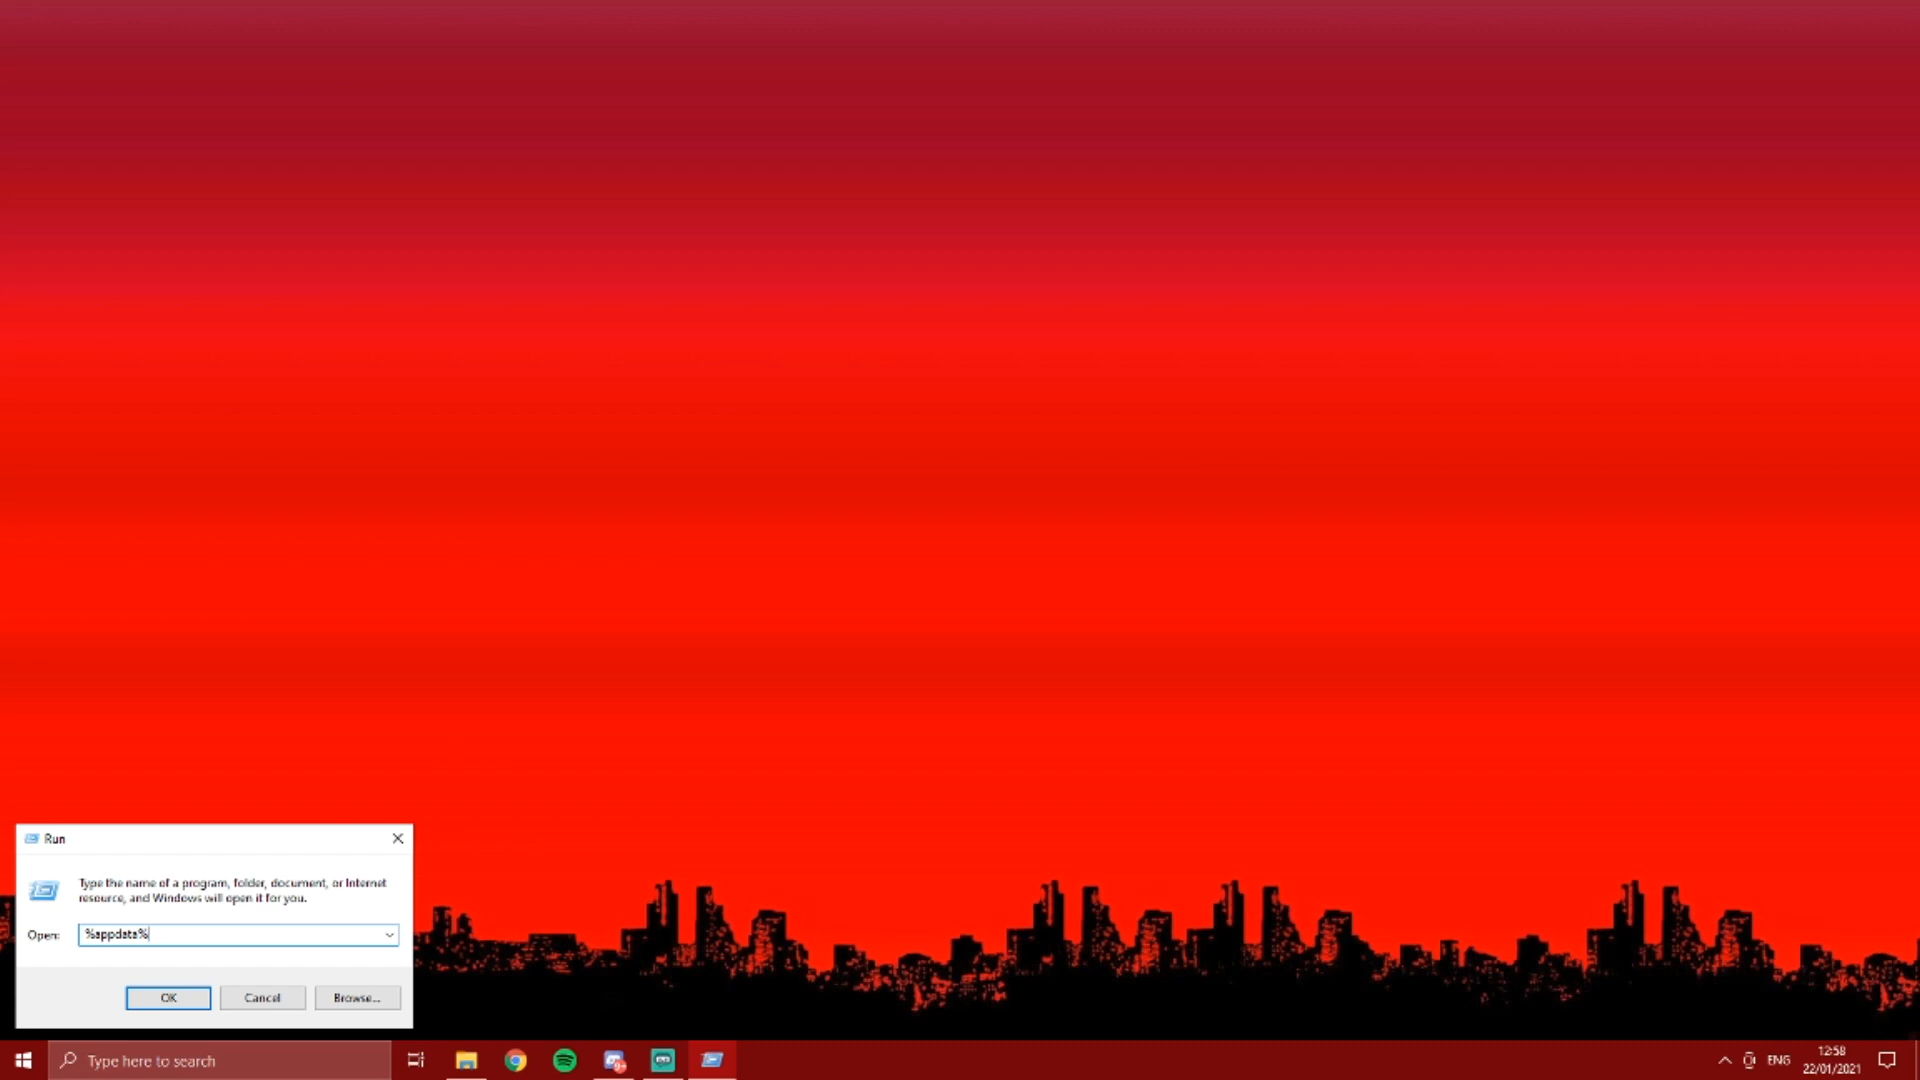 Run
Type the name of a program, folder, document, or Internet
resource, and Windows will open it for you.
Open:
%appdata%
OK
Cancel
Browse...
Type here to search
9+
ENG
12:58
22/01/2021